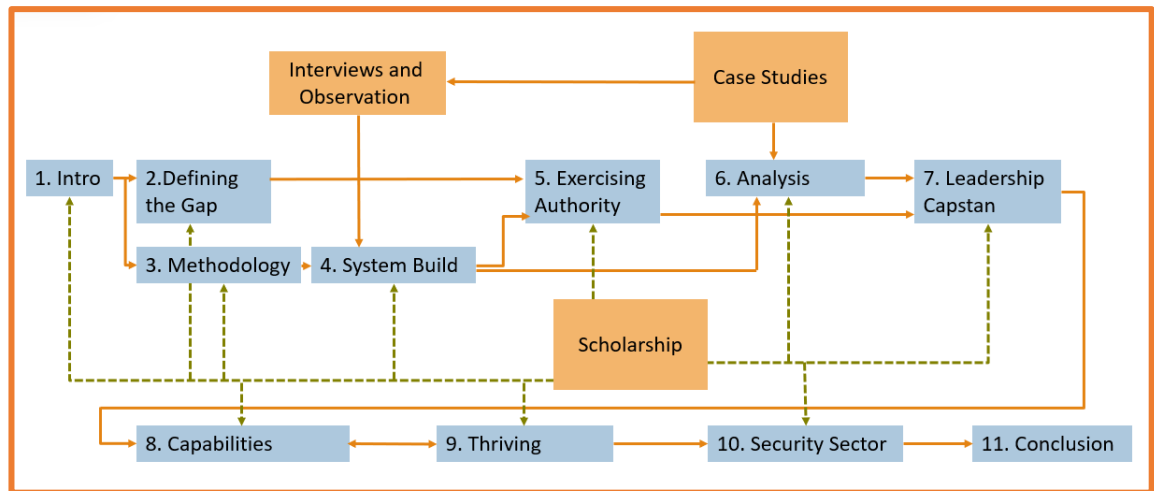 Interviews and
Observation
Case Studies
1. Intro
2.Defining
the Gap
5. Exercising
Authority
6. Analysis
7. Leadership
Capstan
3. Methodology
4. System Build
Scholarship
8. Capabilities
9. Thriving
10. Security Sector
11. Conclusion